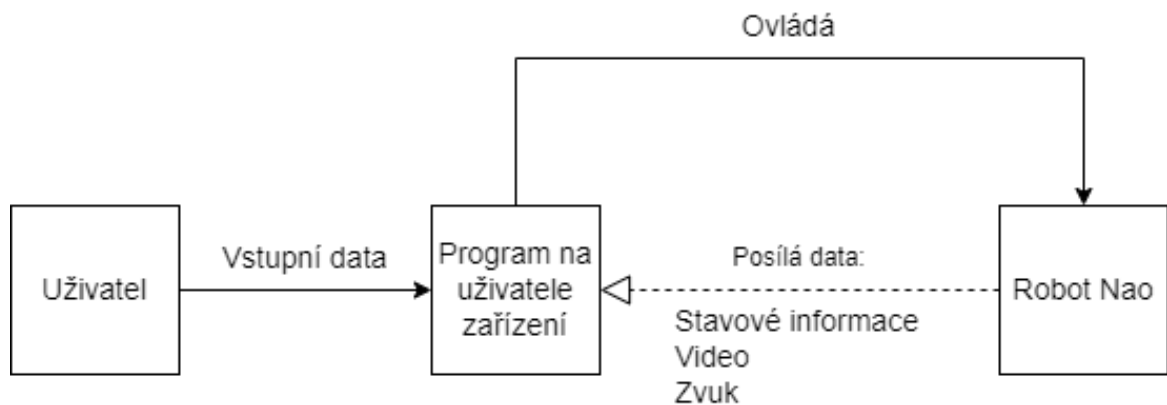 Ovládá
Uživatel
Vstupní data
Program na
uživatele
zařízení
Posílá data:
Stavové informace
Video
Zvuk
Robot Nao